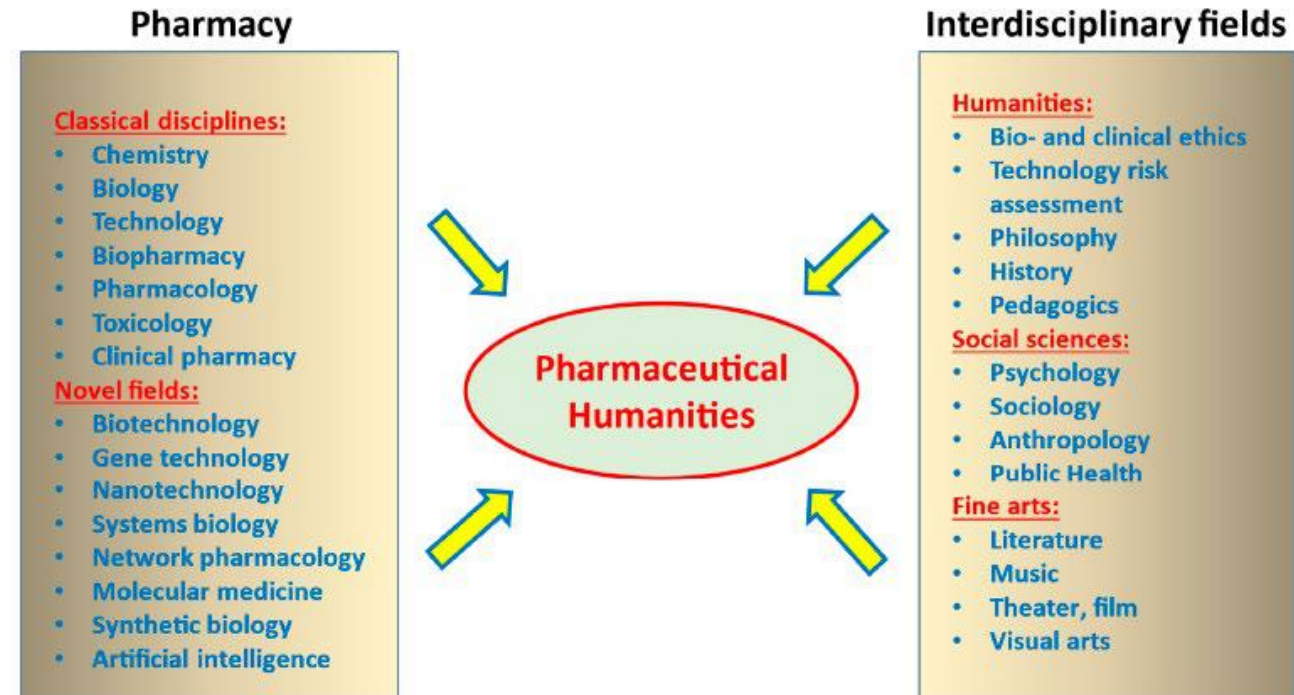 Pharmacy
Classical disciplines:
• Chemistry
• Biology
• Technology
• Biopharmacy
• Pharmacology
• Toxicology
• Clinical pharmacy
Novel fields:
• Biotechnology
• Gene technology
• Nanotechnology
• Systems biology
• Network pharmacology
• Molecular medicine
• Synthetic biology
• Artificial intelligence
Pharmaceutical
Humanities
Interdisciplinary fields
Humanities:
• Bio- and clinical ethics
• Technology risk
assessment
• Philosophy
• History
• Pedagogics
Social sciences:
• Psychology
• Sociology
• Anthropology
• Public Health
Fine arts:
• Literature
• Music
• Theater, film
• Visual arts